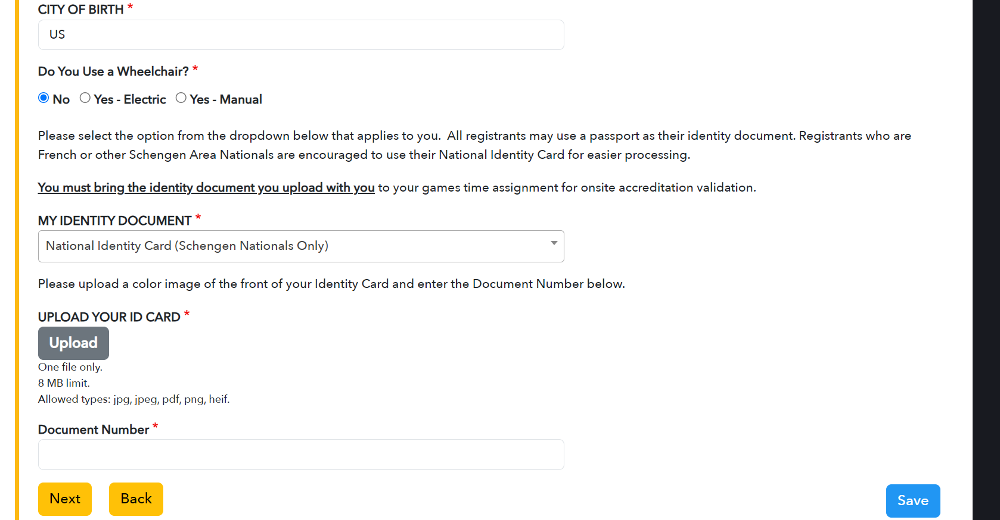 CITY OF BIRTH *
US
Do You Use a Wheelchair? *
No Yes - Electric Yes - Manual
Please select the option from the dropdown below that applies to you.  All registrants may use a passport as their identity document. Registrants who are
French or other Schengen Area Nationals are encouraged to use their National Identity Card for easier processing.
You must bring the identity document you upload with you to your games time assignment for onsite accreditation validation.
MY IDENTITY DOCUMENT *
National Identity Card (Schengen Nationals Only)
Please upload a color image of the front of your Identity Card and enter the Document Number below.
UPLOAD YOUR ID CARD *
Upload
One file only.
8 MB limit.
Allowed types: jpg, jpeg, pdf, png, heif.
Document Number *
Next Back Save